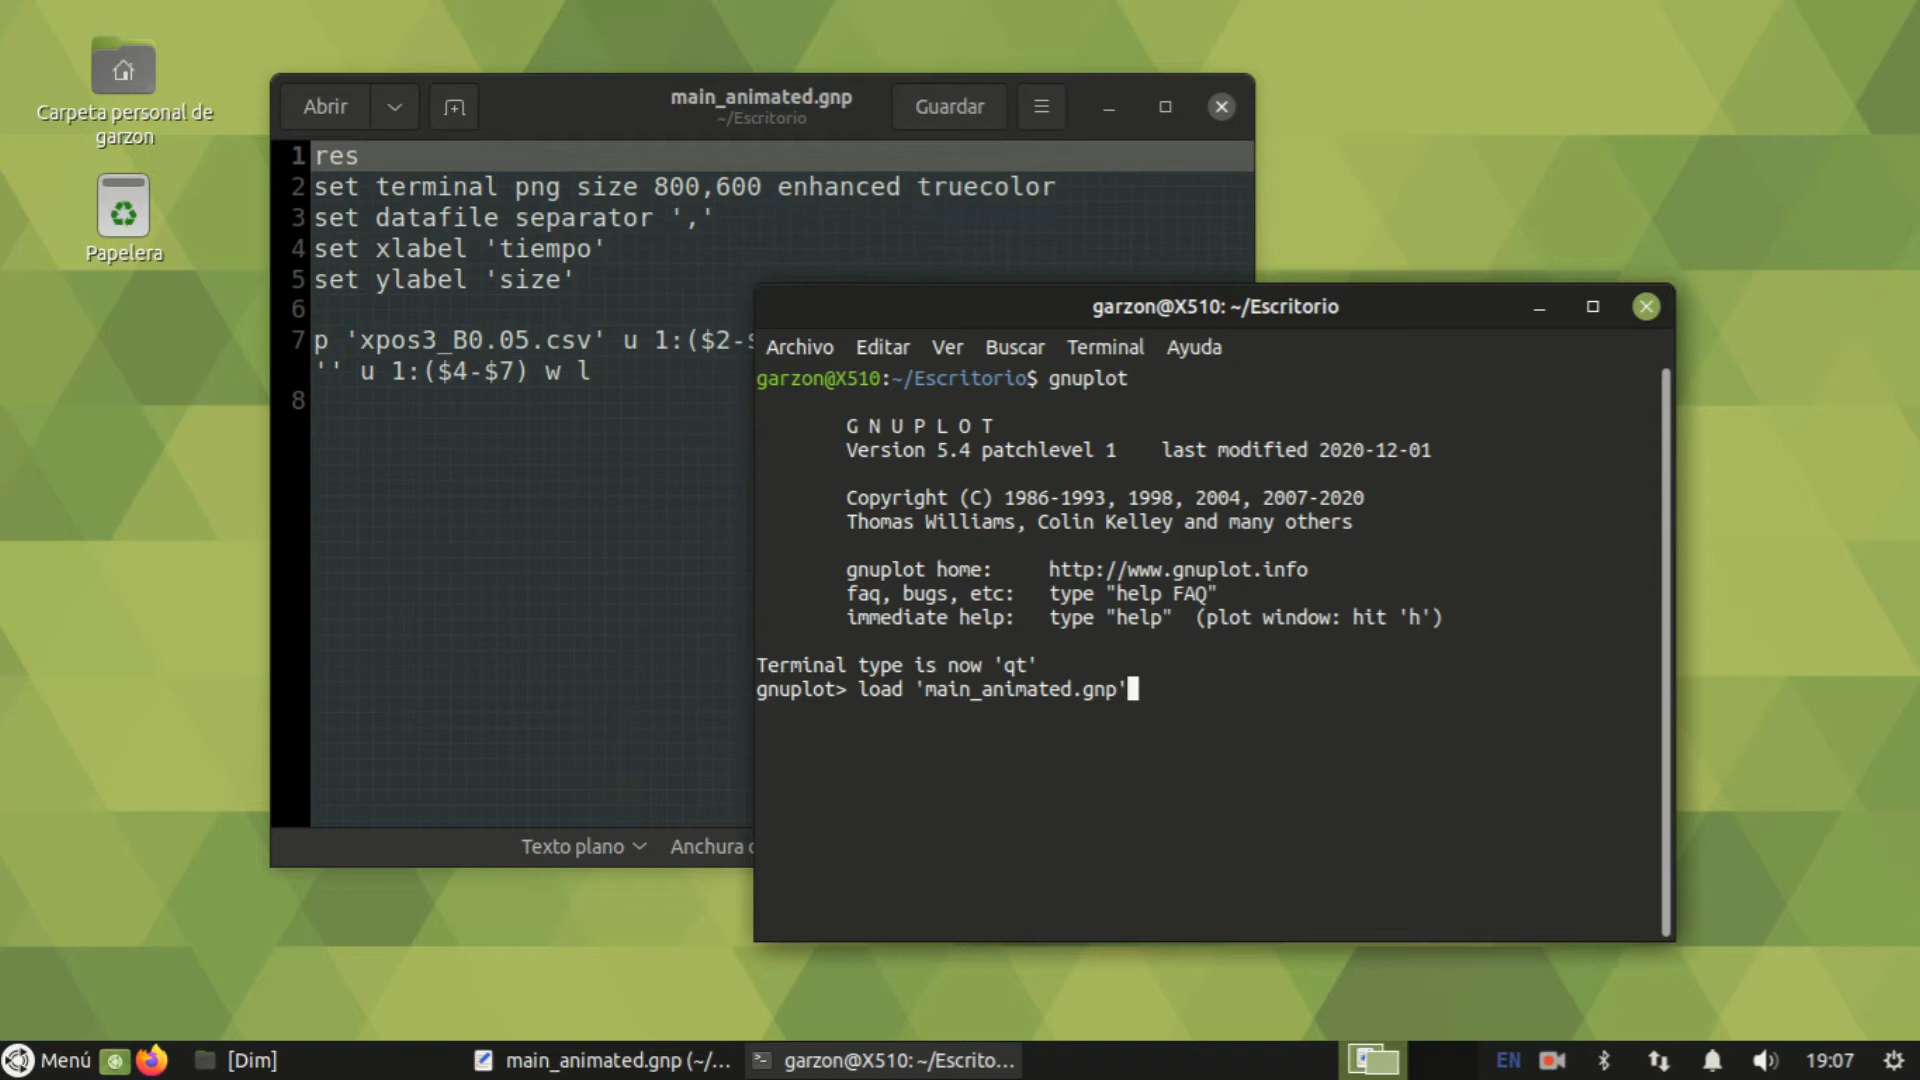 Carpeta personal de
garzon
Papelera
Abrir
main_animated.gnp
~/Escritorio
Guardar
1 res
2 set terminal png size 800,600 enhanced truecolor
3 set datafile separator ','
4 set xlabel 'tiempo'
5 set ylabel 'size'
6
7 p 'xpos3_B0.05.csv' u 1:($2-
'' u 1:($4-$7) w l
8
Texto plano
Anchura
garzon@X510: ~/Escritorio
Archivo Editar Ver Buscar Terminal Ayuda
garzon@X510:~/Escritorio$ gnuplot
G N U P L O T
Version 5.4 patchlevel 1 last modified 2020-12-01
Copyright (C) 1986-1993, 1998, 2004, 2007-2020
Thomas Williams, Colin Kelley and many others
gnuplot home: http://www.gnuplot.info
faq, bugs, etc: type "help FAQ"
immediate help: type "help" (plot window: hit 'h')
Terminal type is now 'qt'
gnuplot> load 'main_animated.gnp'
Menú
[Dim]
main_animated.gnp (~/...
garzon@X510: ~/Escrito...
EN
19:07